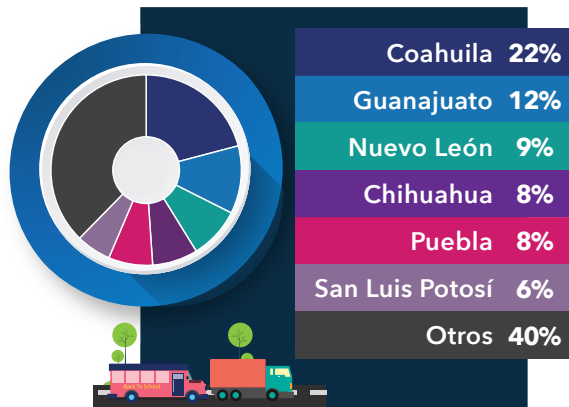 Coahuila 22%
Guanajuato 12%
Nuevo León 9%
Chihuahua 8%
Puebla 8%
San Luis Potosí 6%
Otros 40%
Back To School